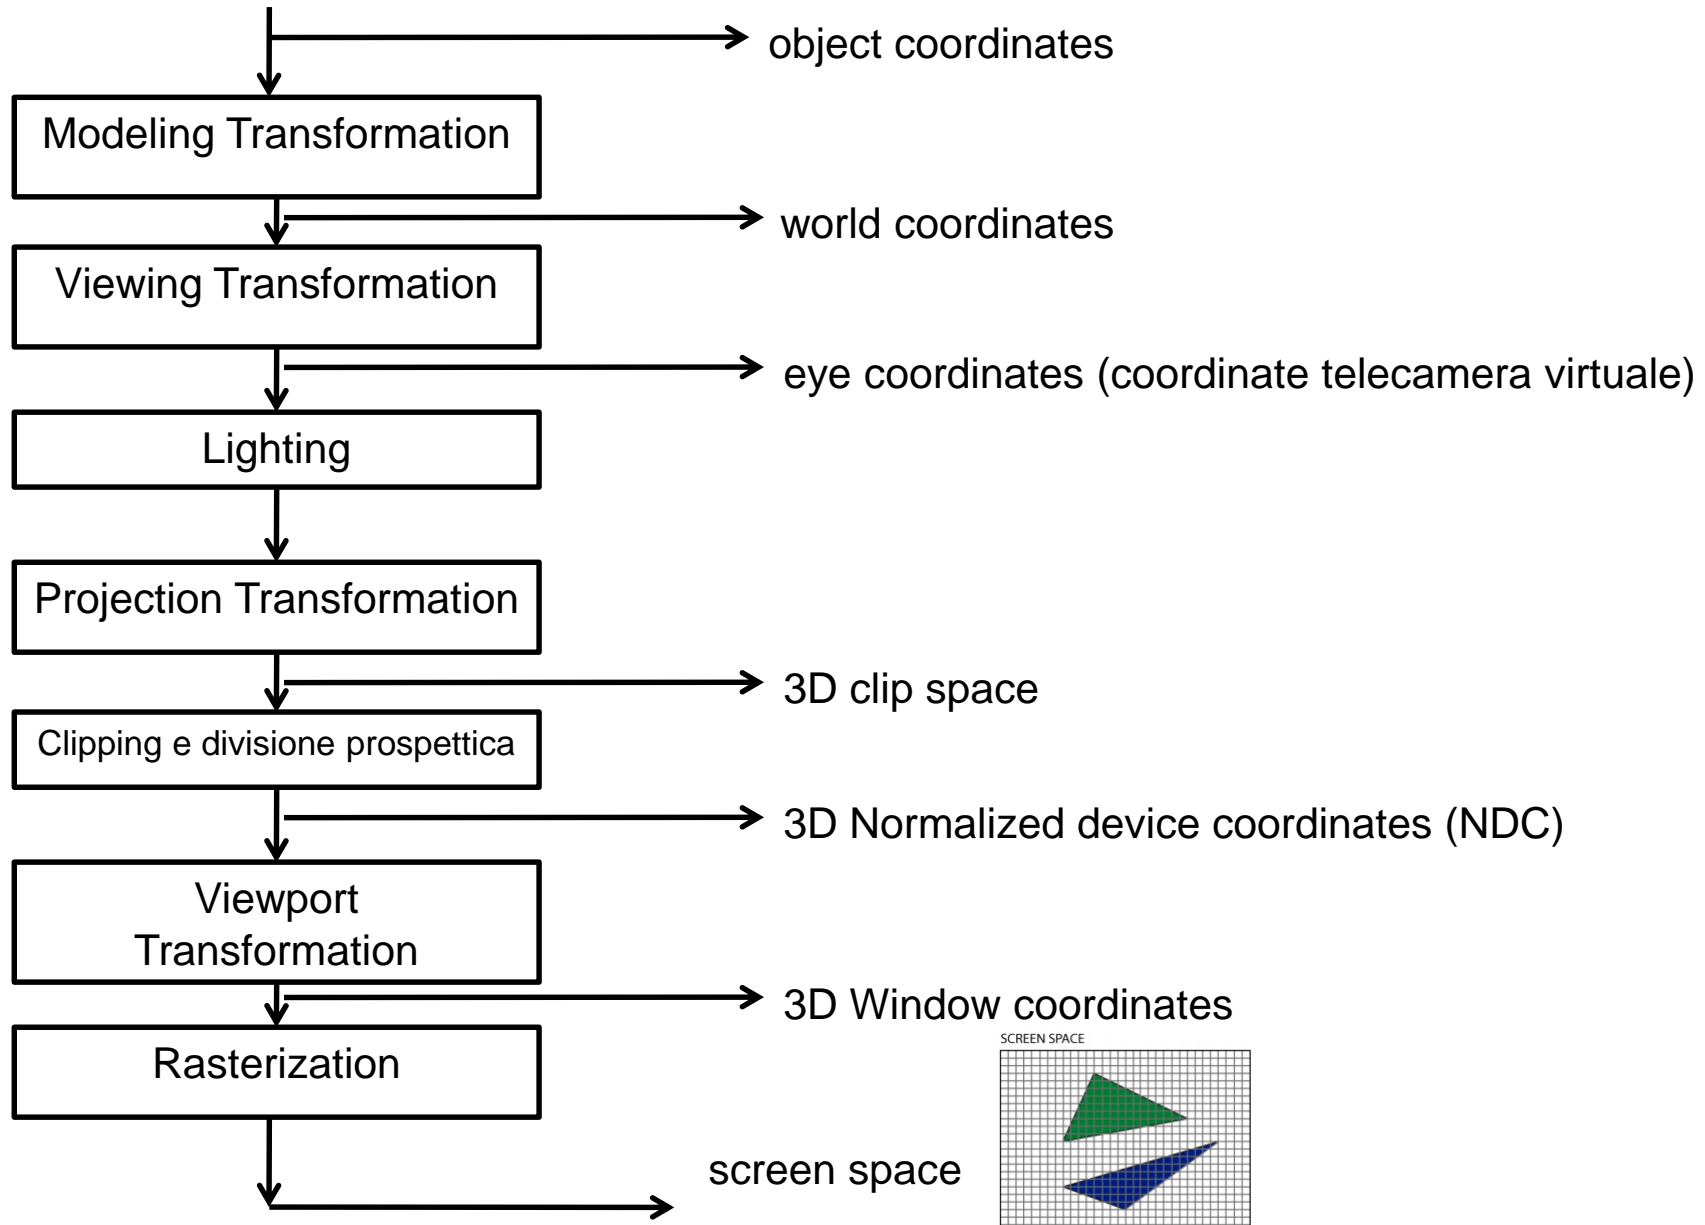 object coordinates
Modeling Transformation
world coordinates
Viewing Transformation
eye coordinates (coordinate telecamera virtuale)
Lighting
Projection Transformation
3D clip space
Clipping e divisione prospettica
3D Normalized device coordinates (NDC)
Viewport
Transformation
3D Window coordinates
SCREEN SPACE
Rasterization
screen space